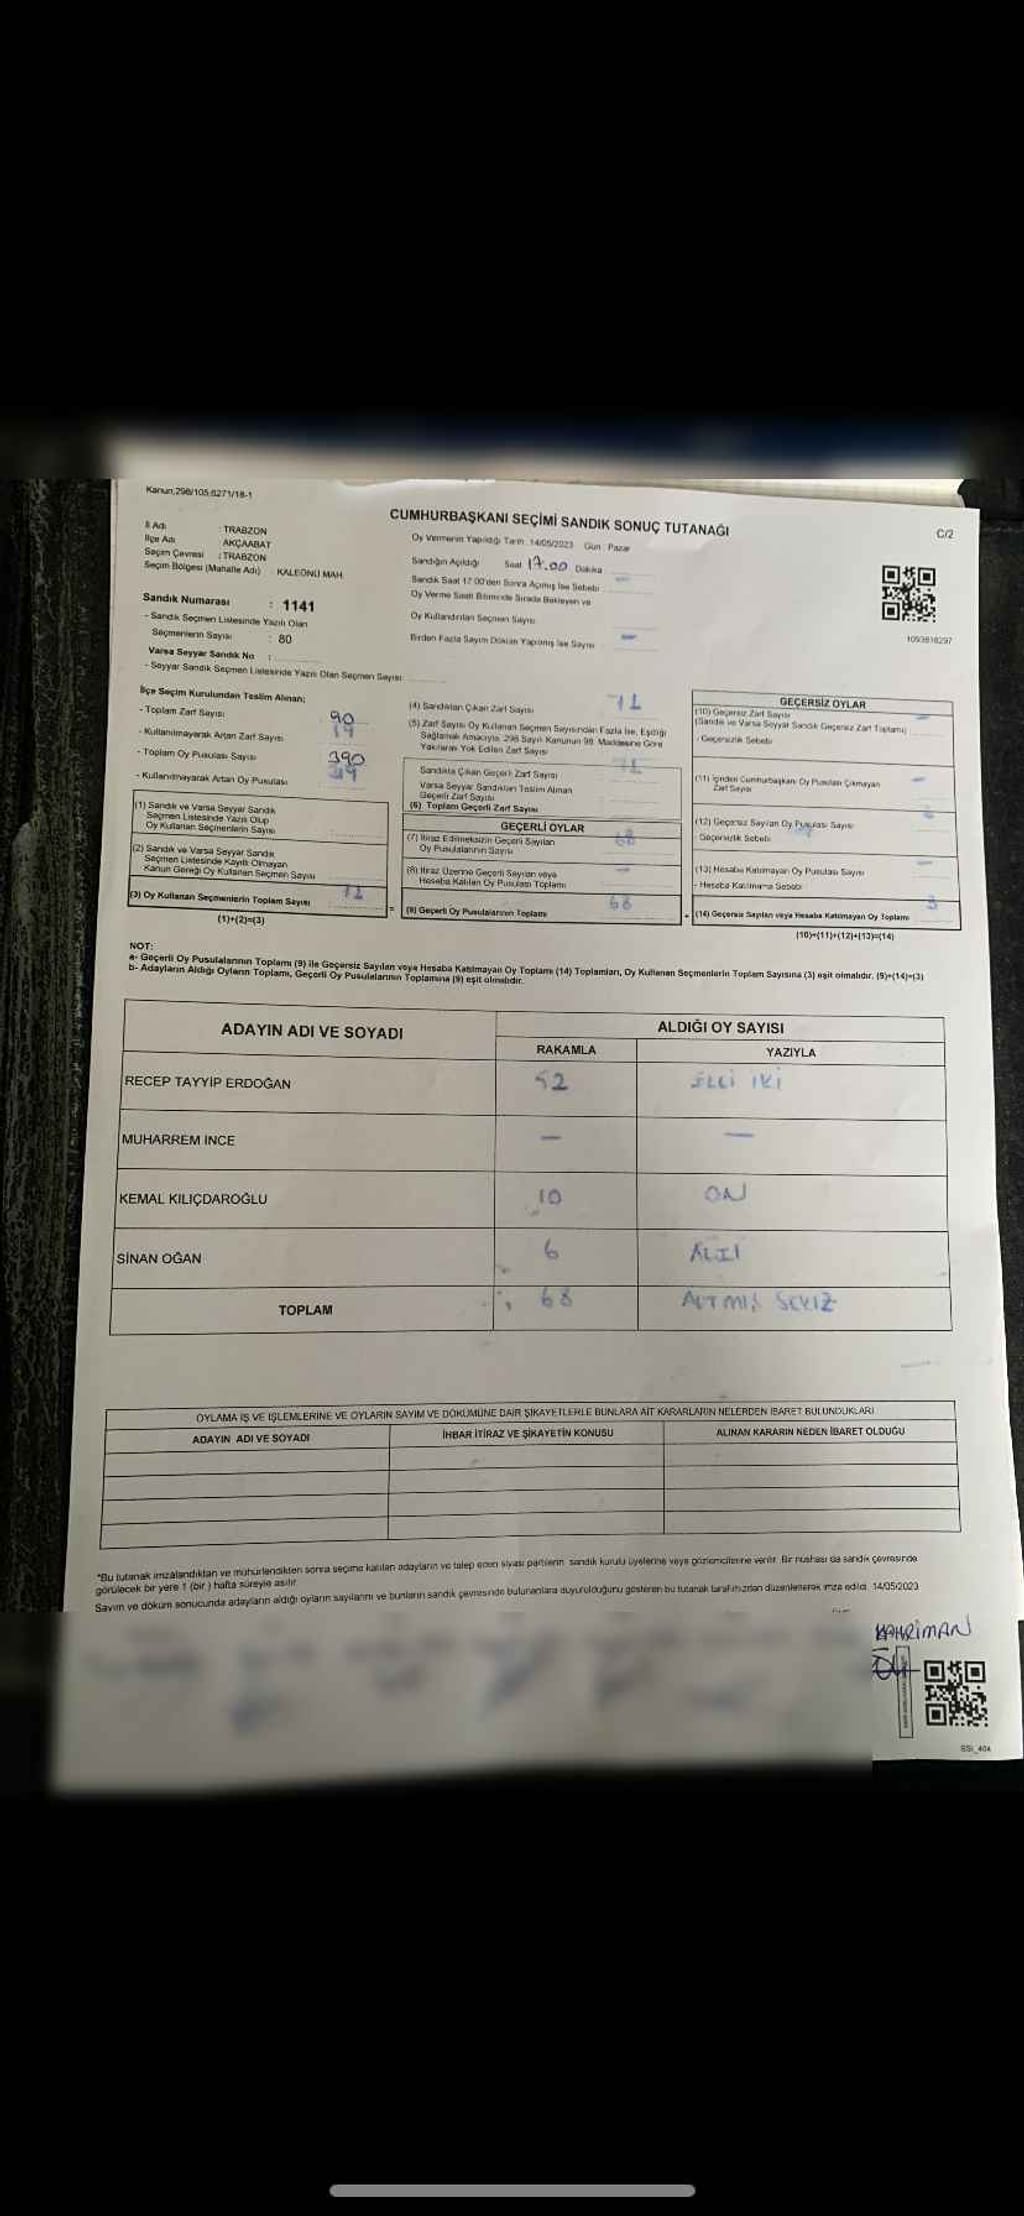 Kanun,298/105,6271/18-1
CUMHURBAŞKANI SEÇİMİ SANDIK SONUÇ TUTANAĞI
C/2
İl Adı : TRABZON
İlçe Adı : AKÇAABAT
Seçim Çevresi : TRABZON
Seçim Bölgesi (Mahalle Adı) : KALEÖNÜ MAH.
Sandık Numarası : 1141
- Sandık Seçmen Listesinde Yazılı Olan
Seçmenlerin Sayısı : 80
Varsa Seyyar Sandık No :
- Seyyar Sandık Seçmen Listesinde Yazılı Olan Seçmen Sayısı
Oy Vermenin Yapıldığı Tarih : 14/05/2023 Gün : Pazar
Sandığın Açıldığı Saat 17.00 Dakika
Sandık Saat 17.00'den Sonra Açılmış İse Sebebi —
Oy Verme Saati Bitiminde Sırada Bekleyen ve
Oy Kullandırılan Seçmen Sayısı
Birden Fazla Sayım Döküm Yapılmış İse Sayısı —
1093818297
İlçe Seçim Kurulundan Teslim Alınan:
- Toplam Zarf Sayısı 90
- Kullanılmayarak Artan Zarf Sayısı 19
- Toplam Oy Pusulası Sayısı 390
- Kullanılmayarak Artan Oy Pusulası
(1) Sandık ve Varsa Seyyar Sandık
Seçmen Listesinde Yazılı Olup
Oy Kullanan Seçmenlerin Sayısı
(2) Sandık ve Varsa Seyyar Sandık
Seçmen Listesinde Kayıtlı Olmayan
Kanun Gereği Oy Kullanan Seçmen Sayısı
(3) Oy Kullanan Seçmenlerin Toplam Sayısı
(1)+(2)=(3)
(4) Sandıktan Çıkan Zarf Sayısı 71
(5) Zarf Sayısı Oy Kullanan Seçmen Sayısından Fazla İse, Eşitliği
Sağlamak Amacıyla, 298 Sayılı Kanunun 98. Maddesine Göre
Yakılarak Yok Edilen Zarf Sayısı
Sandıkta Çıkan Geçerli Zarf Sayısı 71
Varsa Seyyar Sandıktan Teslim Alınan
Geçerli Zarf Sayısı
(6) Toplam Geçerli Zarf Sayısı
GEÇERLİ OYLAR
(7) İtiraz Edilmeksizin Geçerli Sayılan
Oy Pusulalarının Sayısı 68
(8) İtiraz Üzerine Geçerli Sayılan veya
Hesaba Katılan Oy Pusulası Toplamı —
= (9) Geçerli Oy Pusulalarının Toplamı 68
GEÇERSİZ OYLAR
(10) Geçersiz Zarf Sayısı
(Sandık ve Varsa Seyyar Sandık Geçersiz Zarf Toplamı) —
- Geçersizlik Sebebi
(11) İçinden Cumhurbaşkanı Oy Pusulası Çıkmayan
Zarf Sayısı —
(12) Geçersiz Sayılan Oy Pusulası Sayısı
- Geçersizlik Sebebi
(13) Hesaba Katılmayan Oy Pusulası Sayısı —
- Hesaba Katılmama Sebebi
+ (14) Geçersiz Sayılan veya Hesaba Katılmayan Oy Toplamı 3
(10)+(11)+(12)+(13)=(14)
NOT:
a- Geçerli Oy Pusulalarının Toplamı (9) ile Geçersiz Sayılan veya Hesaba Katılmayan Oy Toplamı (14) Toplamları, Oy Kullanan Seçmenlerin Toplam Sayısına (3) eşit olmalıdır. (9)+(14)=(3)
b- Adayların Aldığı Oyların Toplamı, Geçerli Oy Pusulalarının Toplamına (9) eşit olmalıdır.
ADAYIN ADI VE SOYADI
ALDIĞI OY SAYISI
RAKAMLA YAZIYLA
RECEP TAYYİP ERDOĞAN 52 ELLİ İKİ
MUHARREM İNCE — —
KEMAL KILIÇDAROĞLU 10 ON
SİNAN OĞAN 6 ALTI
TOPLAM 68 ALTMIŞ SEKİZ
OYLAMA İŞ VE İŞLEMLERİNE VE OYLARIN SAYIM VE DÖKÜMÜNE DAİR ŞİKAYETLERLE BUNLARA AİT KARARLARIN NELERDEN İBARET BULUNDUKLARI
ADAYIN ADI VE SOYADI İHBAR İTİRAZ VE ŞİKAYETİN KONUSU ALINAN KARARIN NEDEN İBARET OLDUĞU
*Bu tutanak imzalandıktan ve mühürlendikten sonra seçime katılan adayların ve talep eden siyasi partilerin sandık kurulu üyelerine veya gözlemcilerine verilir. Bir nüshası da sandık çevresinde
görülecek bir yere 1 (bir ) hafta süreyle asılır.
Sayım ve döküm sonucunda adayların aldığı oyların sayılarını ve bunların sandık çevresinde bulunanlara duyurulduğunu gösteren bu tutanak tarafımızdan düzenlenerek imza edildi. 14/05/2023
KAHRİMAN
SSI_404